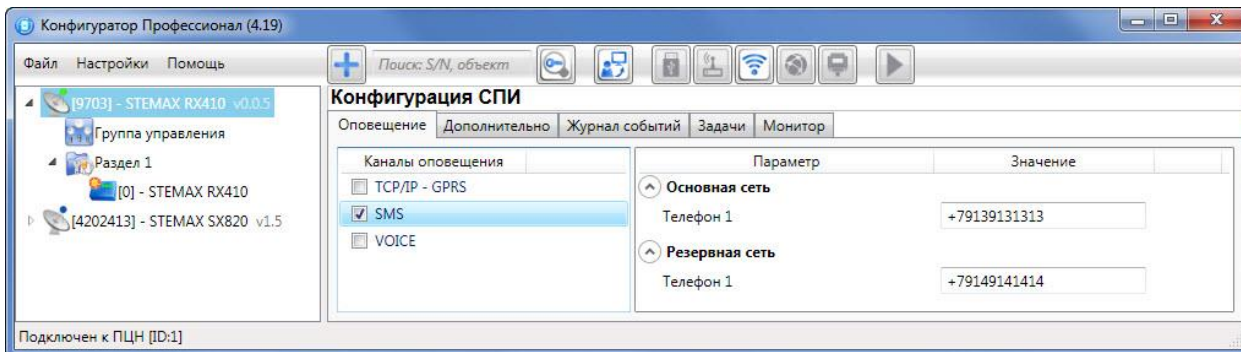 Конфигуратор Профессионал (4.19)
Файл Настройки Помощь
Поиск: S/N, объект
[9703] - STEMAX RX410 v0.0.5
Группа управления
Раздел 1
[0] - STEMAX RX410
[4202413] - STEMAX SX820 v1.5
Конфигурация СПИ
Оповещение Дополнительно Журнал событий Задачи Монитор
Каналы оповещения
TCP/IP - GPRS
SMS
VOICE
Параметр Значение
Основная сеть
Телефон 1 +79139131313
Резервная сеть
Телефон 1 +79149141414
Подключен к ПЦН [ID:1]